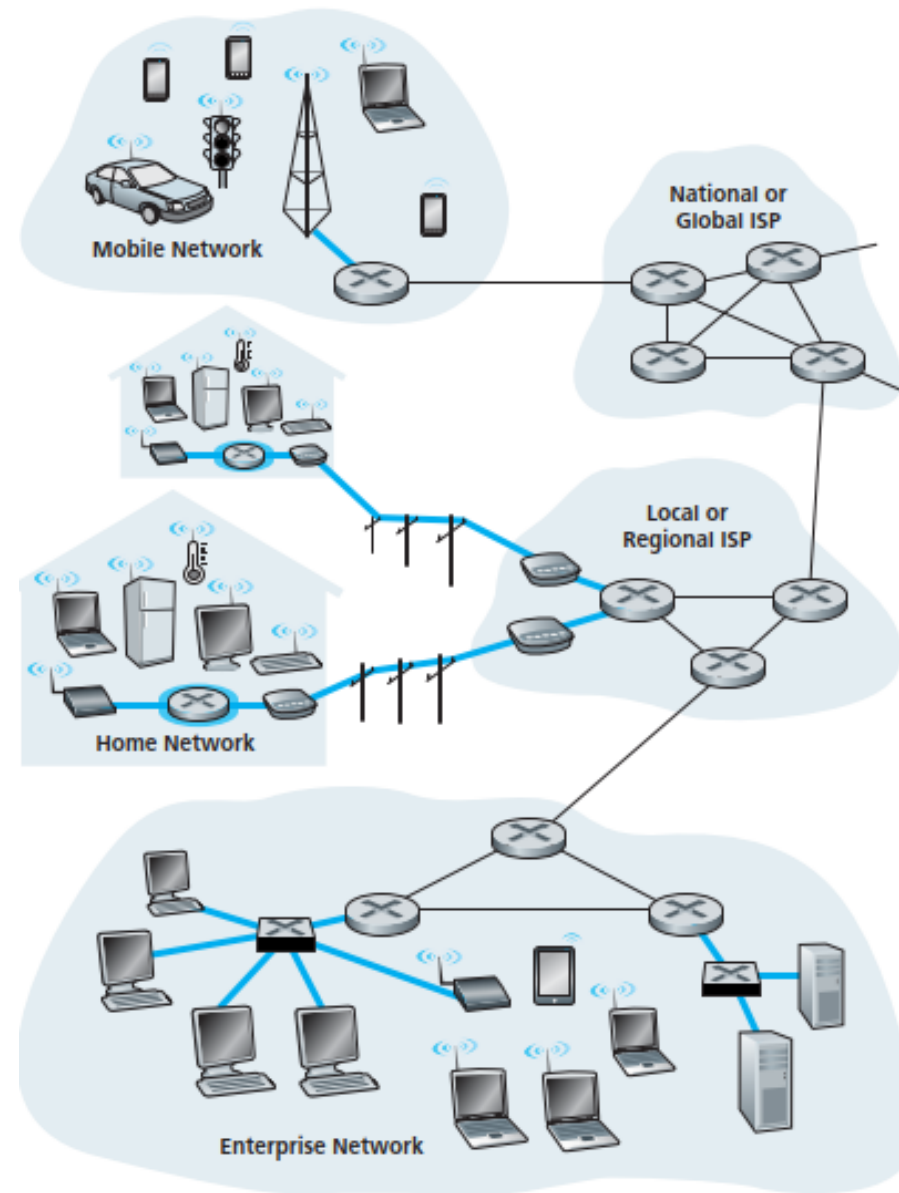 Mobile Network
National or
Global ISP
Local or
Regional ISP
Home Network
Enterprise Network